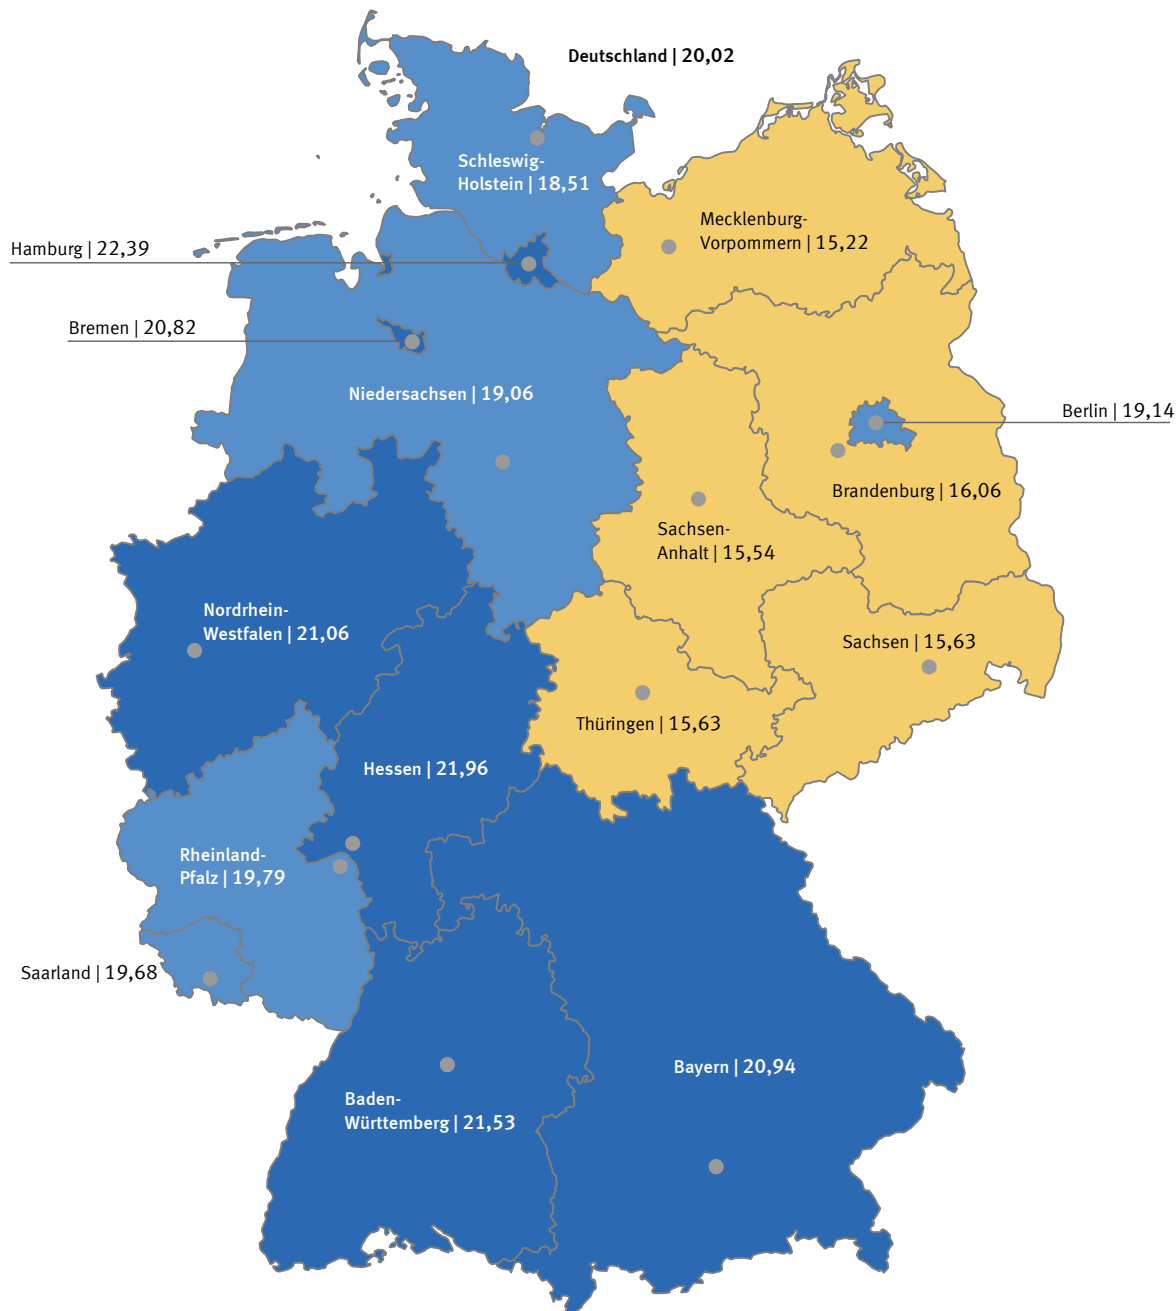 Deutschland | 20,02
Schleswig-
Holstein | 18,51
Mecklenburg-
Vorpommern | 15,22
Hamburg | 22,39
Bremen | 20,82
Niedersachsen | 19,06
Berlin | 19,14
Brandenburg | 16,06
Sachsen-
Anhalt | 15,54
Nordrhein-
Westfalen | 21,06
Sachsen | 15,63
Thüringen | 15,63
Hessen | 21,96
Rheinland-
Pfalz | 19,79
Saarland | 19,68
Bayern | 20,94
Baden-
Württemberg | 21,53